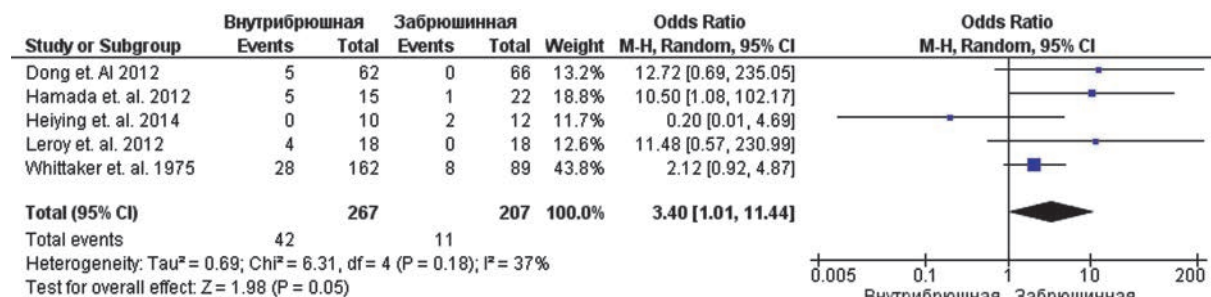 Внутрибрюшная Забрюшинная Odds Ratio Odds Ratio
Study or Subgroup Events Total Events Total Weight M-H, Random, 95% CI M-H, Random, 95% CI
Dong et. Al 2012 5 62 0 66 13.2% 12.72 [0.69, 235.05]
Hamada et. al. 2012 5 15 1 22 18.8% 10.50 [1.08, 102.17]
Heiying et. al. 2014 0 10 2 12 11.7% 0.20 [0.01, 4.69]
Leroy et. al. 2012 4 18 0 18 12.6% 11.48 [0.57, 230.99]
Whittaker et. al. 1975 28 162 8 89 43.8% 2.12 [0.92, 4.87]
Total (95% CI) 267 207 100.0% 3.40 [1.01, 11.44]
Total events 42 11
Heterogeneity: Tau² = 0.69; Chi² = 6.31, df = 4 (P = 0.18); I² = 37%
Test for overall effect: Z = 1.98 (P = 0.05)
0.005 0.1 1 10 200
Внутрибрюшная Забрюшинная